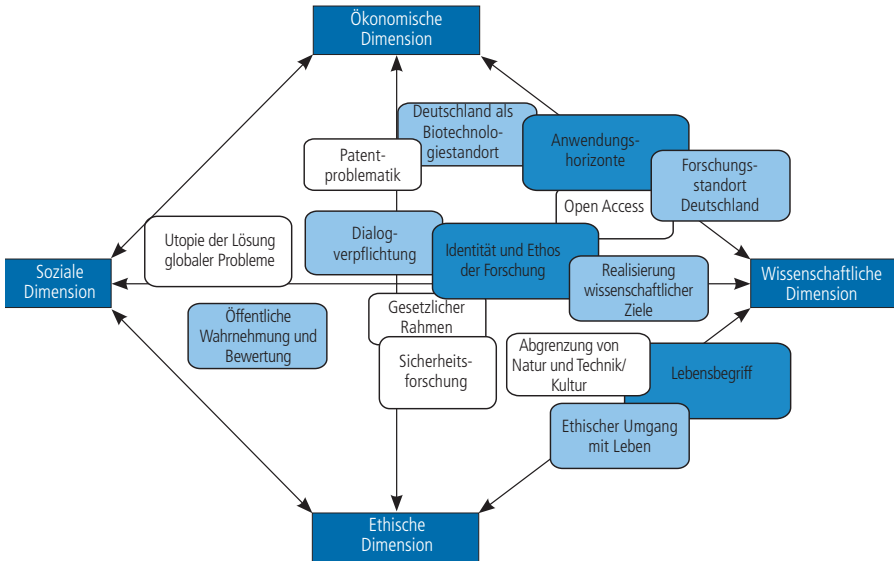 Ökonomische
Dimension
Deutschland als
Biotechnolo-
giestandort
Anwendungs-
horizonte
Patent-
problematik
Forschungs-
standort
Deutschland
Open Access
Utopie der Lösung
globaler Probleme
Dialog-
verpflichtung
Identität und Ethos
der Forschung
Soziale
Dimension
Realisierung
wissenschaftlicher
Ziele
Wissenschaftliche
Dimension
Öffentliche
Wahrnehmung und
Bewertung
Gesetzlicher
Rahmen
Sicherheits-
forschung
Abgrenzung von
Natur und Technik/
Kultur
Lebensbegriff
Ethischer Umgang
mit Leben
Ethische
Dimension